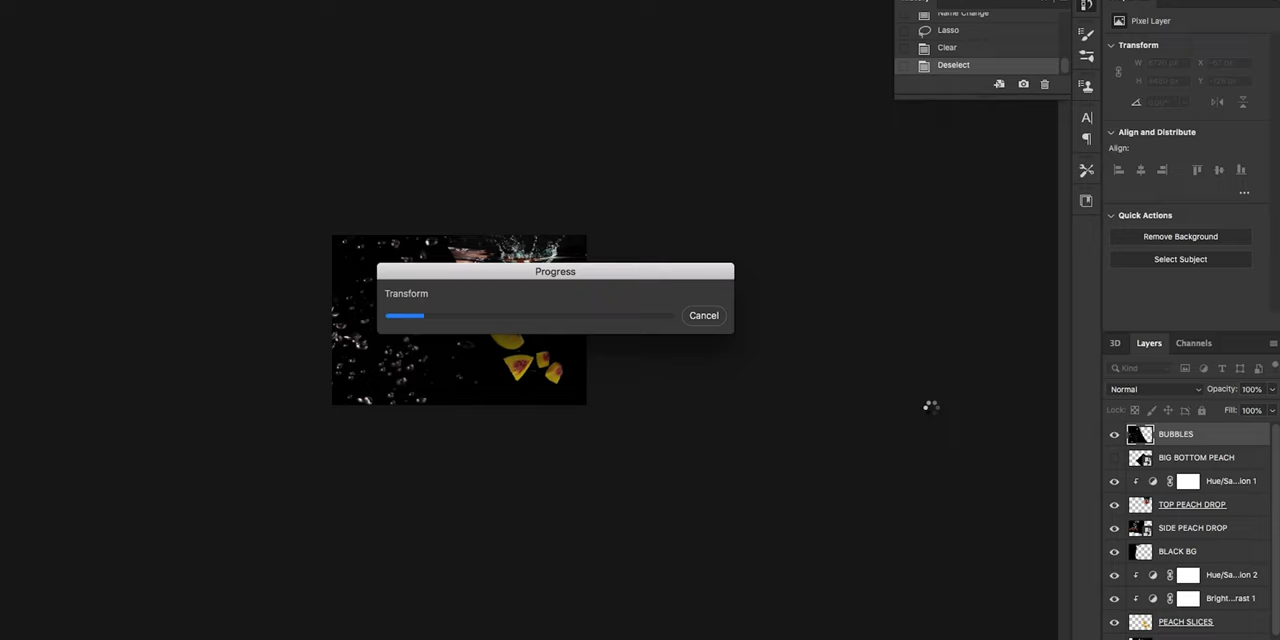 Name Change
Lasso
Clear
Deselect
Pixel Layer
Transform
W
X
H
Y
Align and Distribute
Align:
Quick Actions
Remove Background
Select Subject
Progress
Transform
Cancel
3D Layers Channels
Kind
Normal Opacity: 100%
Lock: Fill: 100%
BUBBLES
BIG BOTTOM PEACH
Hue/Sa...ion 1
TOP PEACH DROP
SIDE PEACH DROP
BLACK BG
Hue/Sa...ion 2
Bright...rast 1
PEACH SLICES